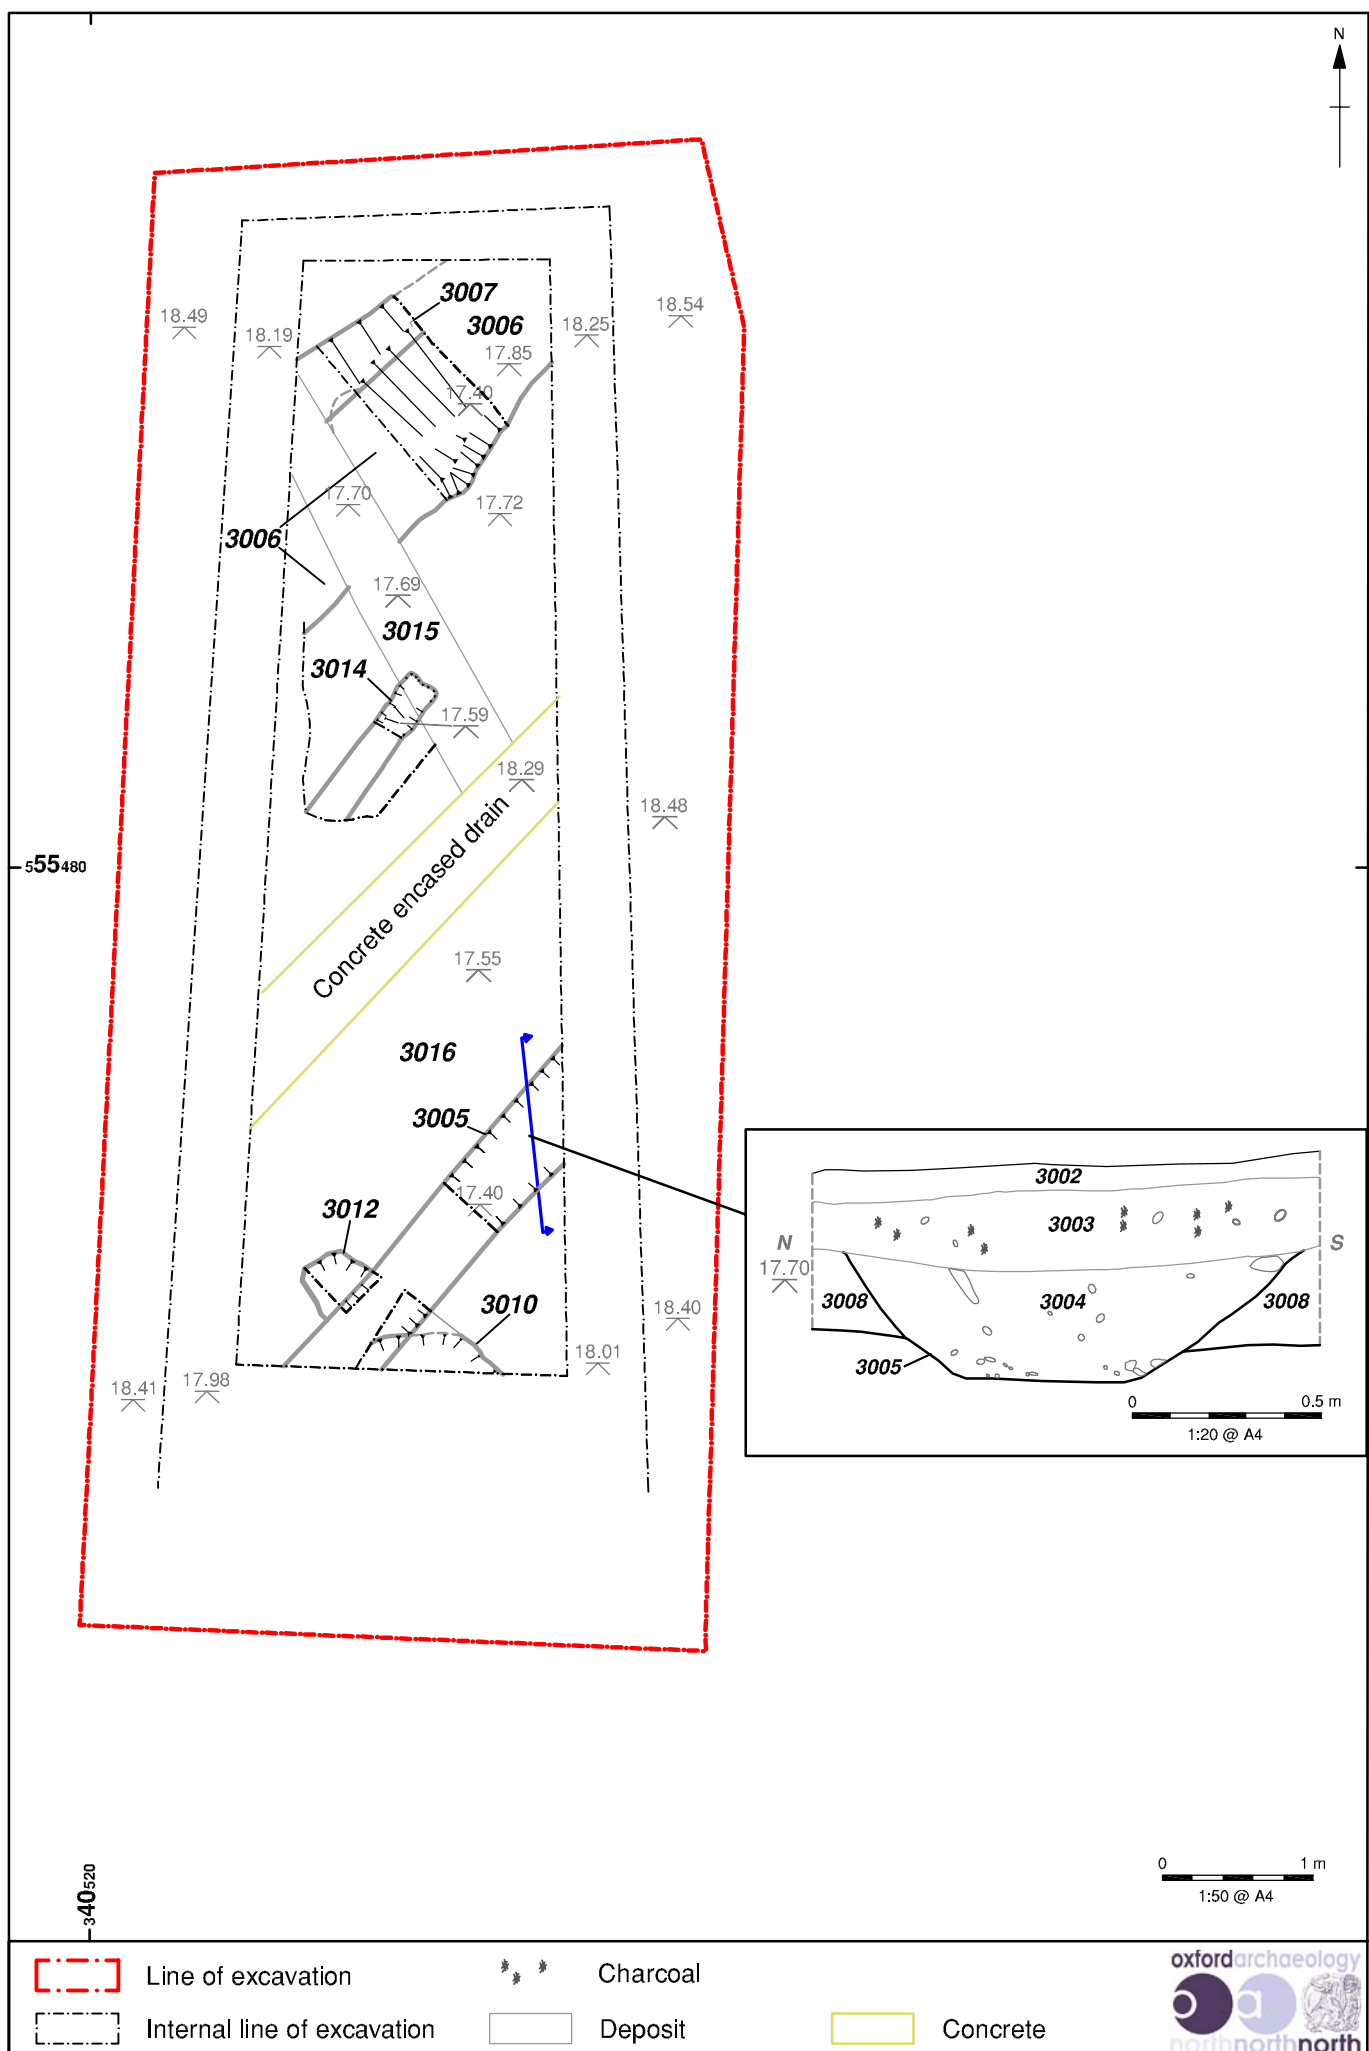 N
3007
3006
18.49
18.19
18.25
18.54
17.85
17.40
17.70
17.72
3006
17.69
3015
3014
17.59
18.29
18.48
Concrete encased drain
555480
17.55
3016
3005
17.40
3012
3010
18.40
18.01
17.98
18.41
3002
3003
N
S
17.70
3008
3004
3008
3005
0 0.5 m
1:20 @ A4
0 1 m
1:50 @ A4
340520
Line of excavation
Charcoal
Internal line of excavation
Deposit
Concrete
oxfordarchaeology
oa
northnorthnorth